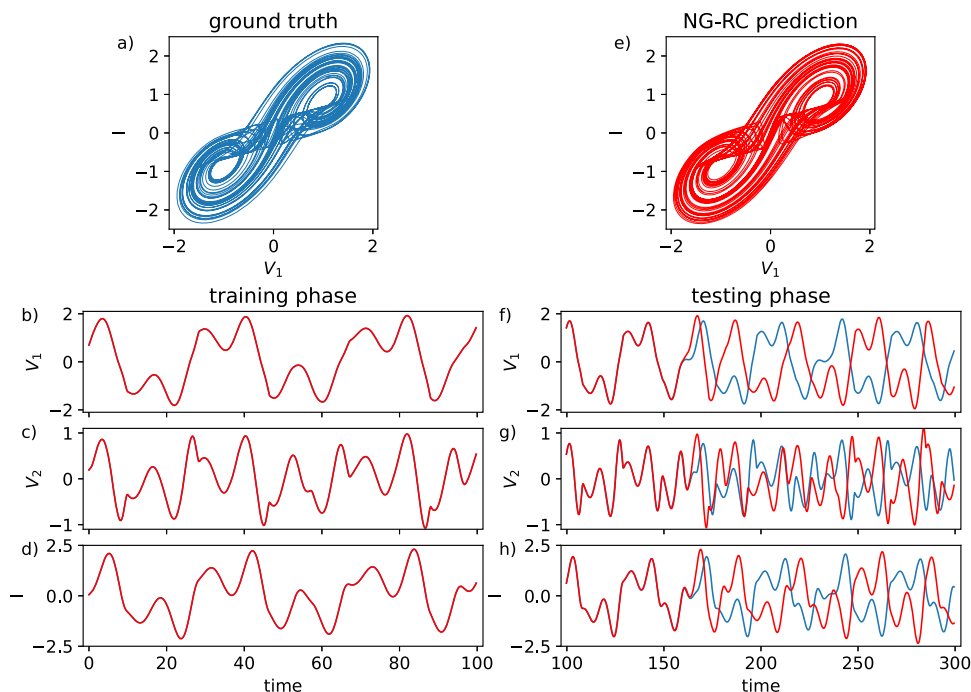 ground truth
a)
2
1
0
−1
−2
I
−2 0 2
V1
NG-RC prediction
e)
2
1
0
−1
−2
I
−2 0 2
V1
training phase
b)
2
0
−2
V1
c)
1
0
−1
V2
d)
2.5
0.0
−2.5
I
0 20 40 60 80 100
time
testing phase
f)
2
0
−2
V1
g)
1
0
−1
V2
h)
2.5
0.0
−2.5
I
100 150 200 250 300
time